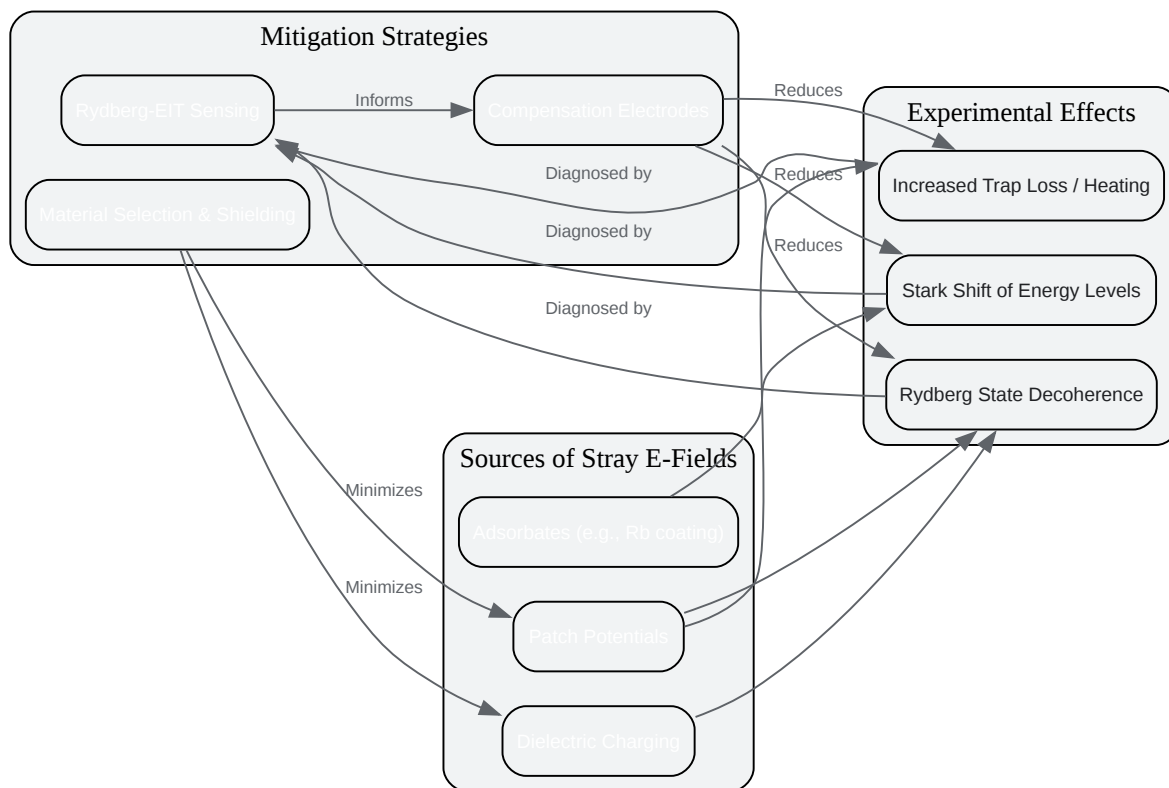 Mitigation Strategies
Rydberg-EIT Sensing
Informs
Compensation Electrodes
Material Selection & Shielding
Reduces
Reduces
Reduces
Diagnosed by
Diagnosed by
Diagnosed by
Experimental Effects
Increased Trap Loss / Heating
Stark Shift of Energy Levels
Rydberg State Decoherence
Minimizes
Minimizes
Sources of Stray E-Fields
Adsorbates (e.g., Rb coating)
Patch Potentials
Dielectric Charging